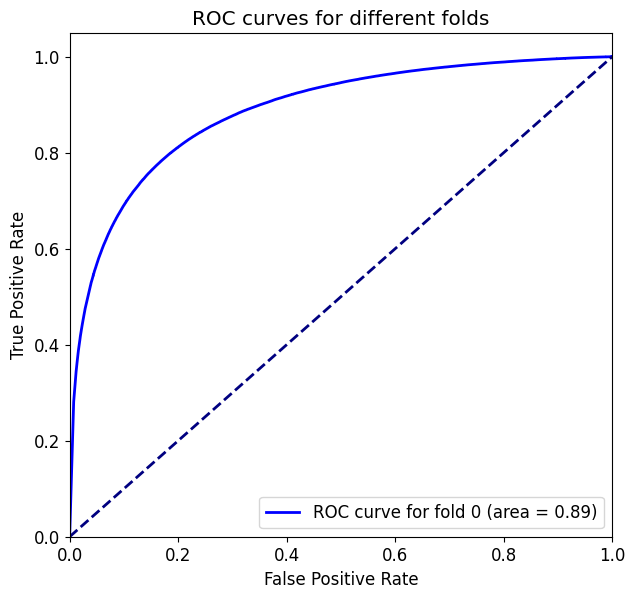 ROC curves for different folds
True Positive Rate
1.0
0.8
0.6
0.4
0.2
0.0
ROC curve for fold 0 (area = 0.89)
0.0 0.2 0.4 0.6 0.8 1.0
False Positive Rate